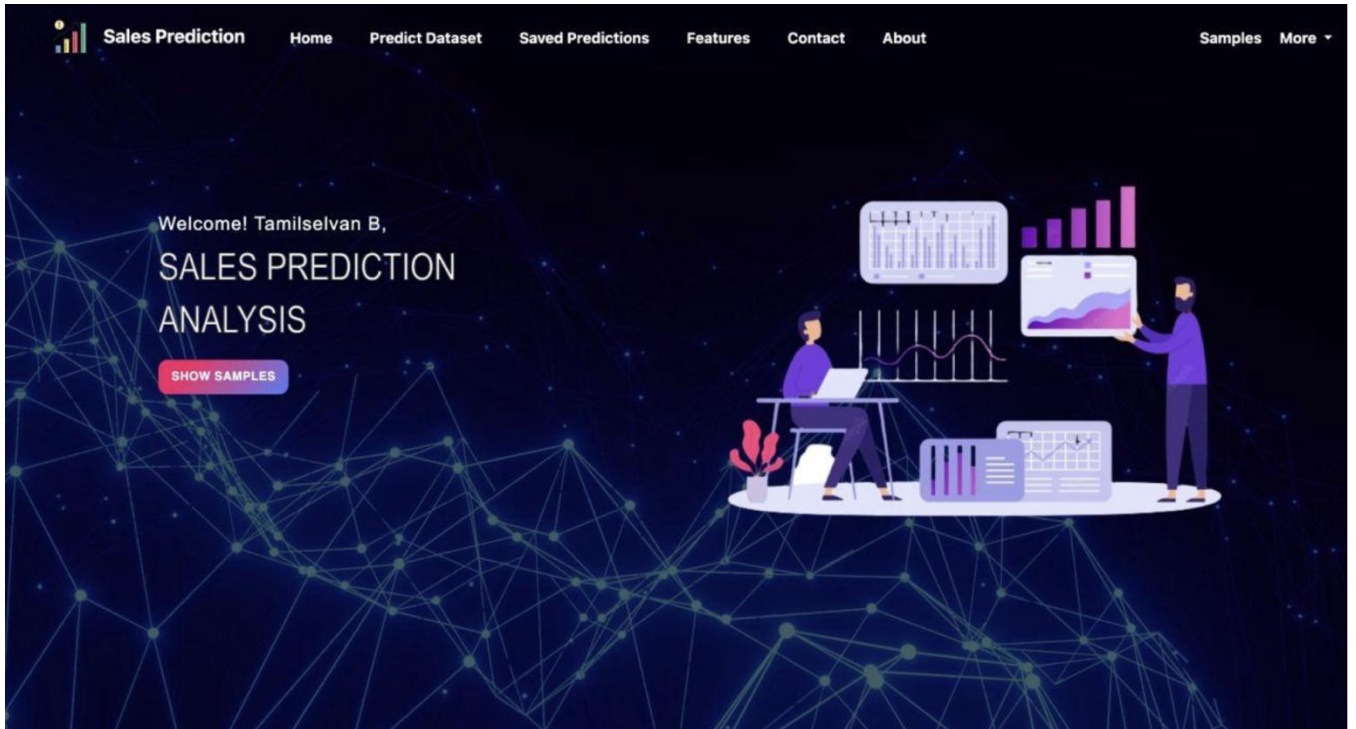 Sales Prediction Home Predict Dataset Saved Predictions Features Contact About Samples More
Welcome! Tamilselvan B,
SALES PREDICTION
ANALYSIS
SHOW SAMPLES